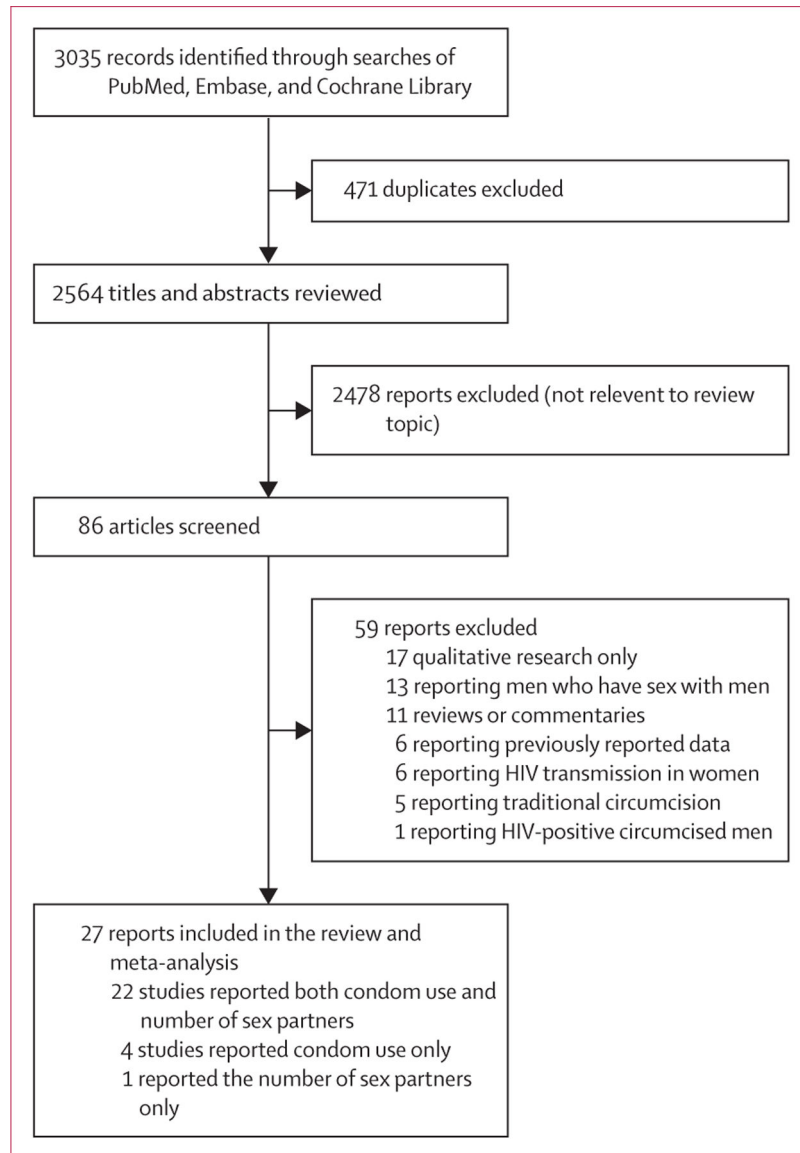 3035 records identified through searches of
PubMed, Embase, and Cochrane Library
471 duplicates excluded
2564 titles and abstracts reviewed
2478 reports excluded (not relevent to review
topic)
86 articles screened
59 reports excluded
17 qualitative research only
13 reporting men who have sex with men
11 reviews or commentaries
6 reporting previously reported data
6 reporting HIV transmission in women
5 reporting traditional circumcision
1 reporting HIV-positive circumcised men
27 reports included in the review and
meta-analysis
22 studies reported both condom use and
number of sex partners
4 studies reported condom use only
1 reported the number of sex partners
only